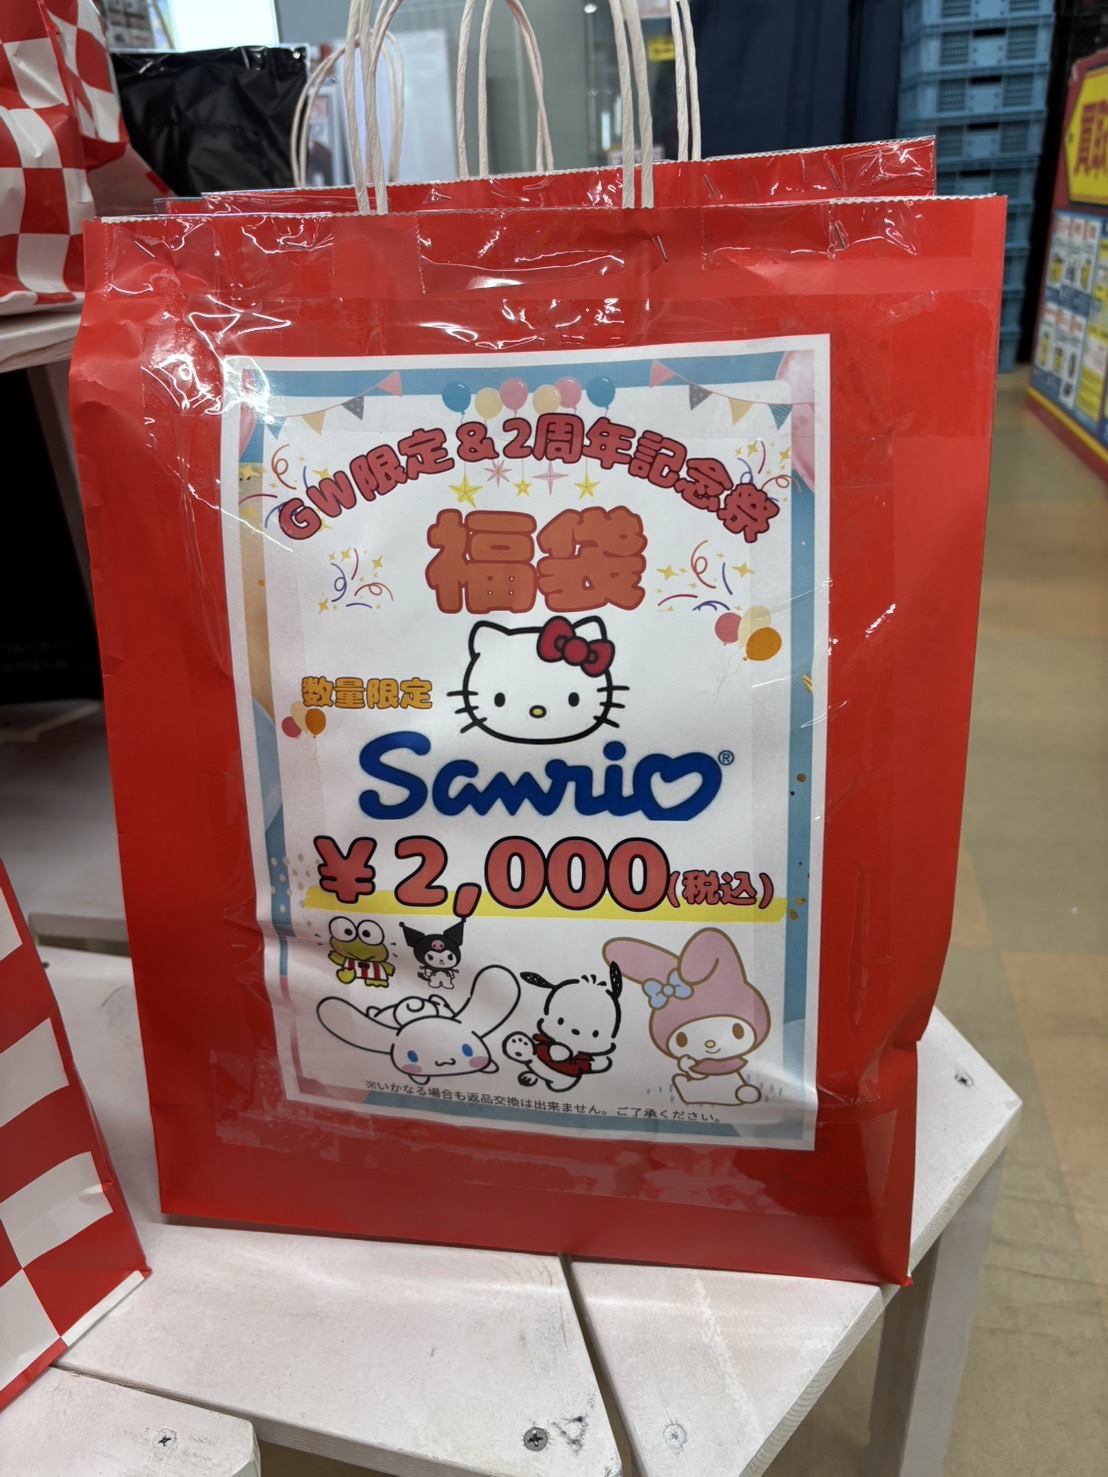 GW限定&2周年記念祭
福袋
数量限定
Sanrio®
¥2,000(税込)
※いかなる場合も返品交換は出来ません。ご了承ください。